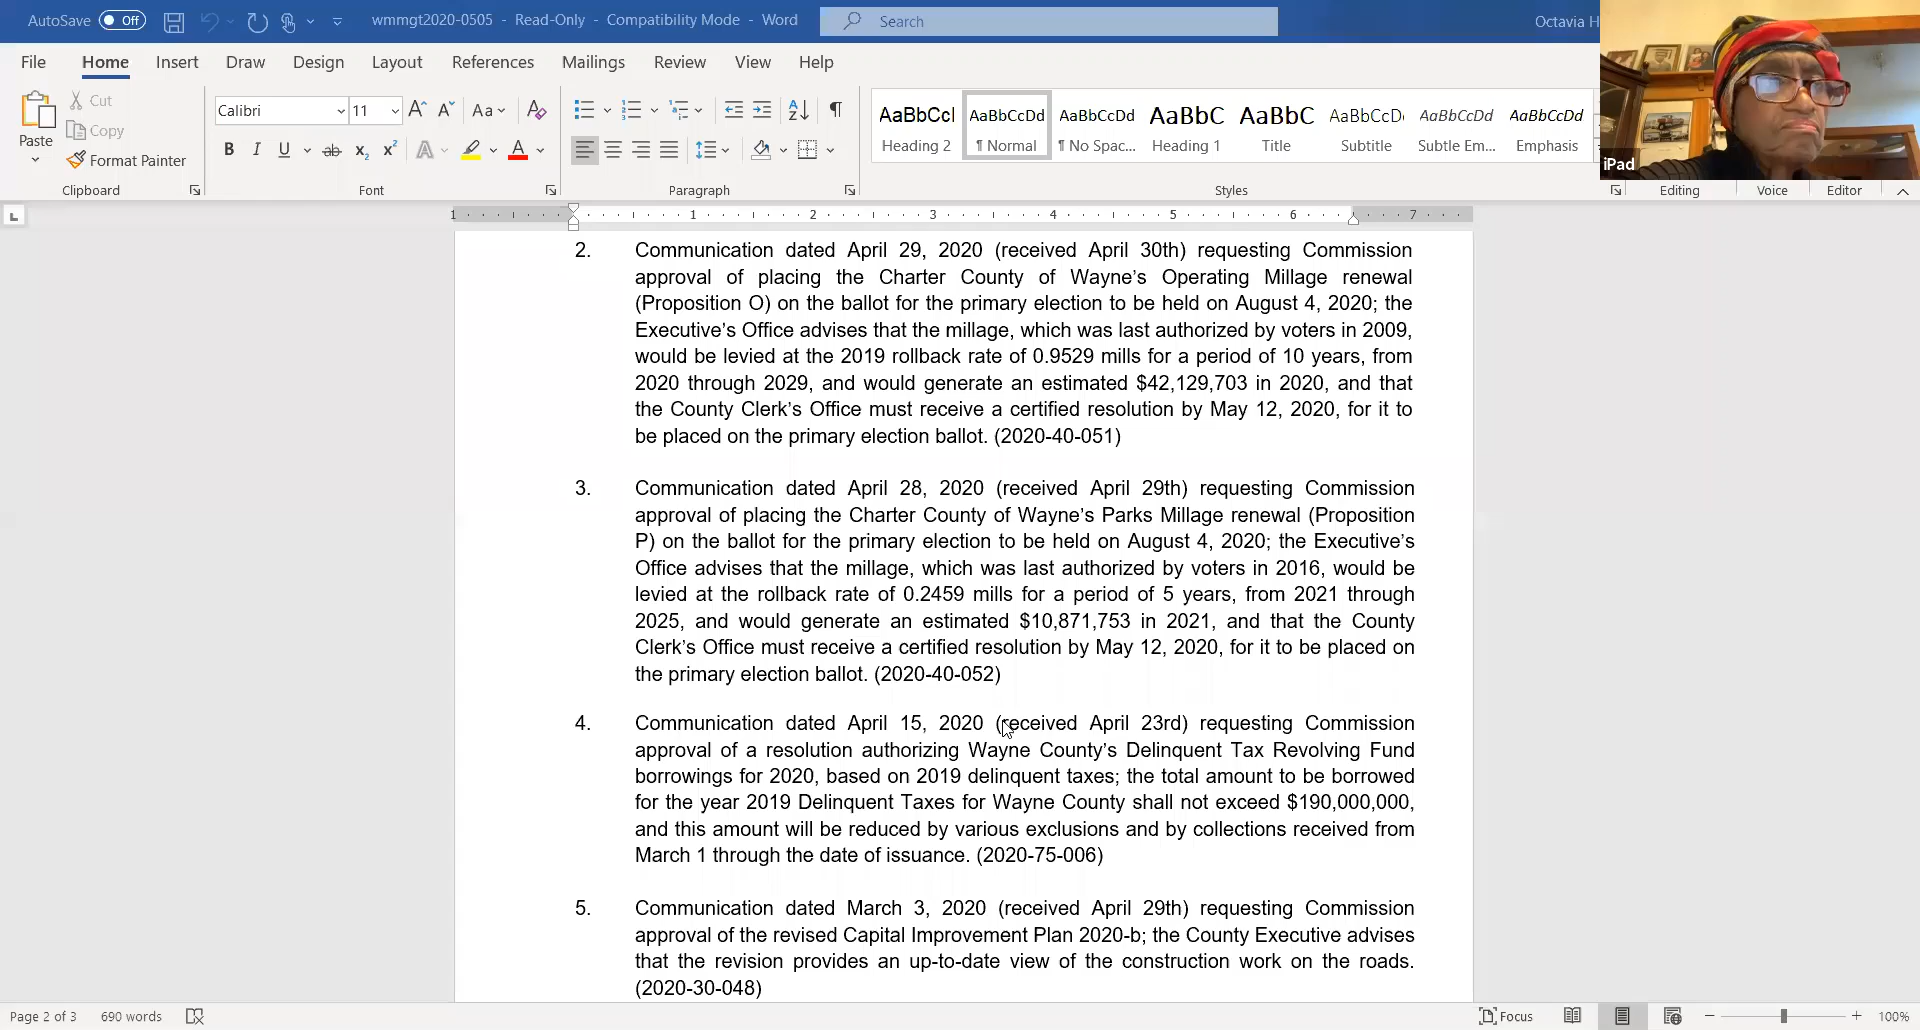 AutoSave Off wmmgt2020-0505 - Read-Only - Compatibility Mode - Word Search Octavia H
File Home Insert Draw Design Layout References Mailings Review View Help
Paste Cut Copy Format Painter Clipboard
Calibri 11 Aa A A Font
B I U ab x₂ x² A A
Paragraph
AaBbCcI Heading 2
AaBbCcDd ¶ Normal
AaBbCcDd ¶ No Spac...
AaBbC Heading 1
AaBbC Title
AaBbCcD Subtitle
AaBbCcDd Subtle Em...
AaBbCcDd Emphasis
Styles Editing Voice Editor
iPad
1 1 2 3 4 5 6 7
2. Communication dated April 29, 2020 (received April 30th) requesting Commission
approval of placing the Charter County of Wayne’s Operating Millage renewal
(Proposition O) on the ballot for the primary election to be held on August 4, 2020; the
Executive’s Office advises that the millage, which was last authorized by voters in 2009,
would be levied at the 2019 rollback rate of 0.9529 mills for a period of 10 years, from
2020 through 2029, and would generate an estimated $42,129,703 in 2020, and that
the County Clerk’s Office must receive a certified resolution by May 12, 2020, for it to
be placed on the primary election ballot. (2020-40-051)
3. Communication dated April 28, 2020 (received April 29th) requesting Commission
approval of placing the Charter County of Wayne’s Parks Millage renewal (Proposition
P) on the ballot for the primary election to be held on August 4, 2020; the Executive’s
Office advises that the millage, which was last authorized by voters in 2016, would be
levied at the rollback rate of 0.2459 mills for a period of 5 years, from 2021 through
2025, and would generate an estimated $10,871,753 in 2021, and that the County
Clerk’s Office must receive a certified resolution by May 12, 2020, for it to be placed on
the primary election ballot. (2020-40-052)
4. Communication dated April 15, 2020 (received April 23rd) requesting Commission
approval of a resolution authorizing Wayne County’s Delinquent Tax Revolving Fund
borrowings for 2020, based on 2019 delinquent taxes; the total amount to be borrowed
for the year 2019 Delinquent Taxes for Wayne County shall not exceed $190,000,000,
and this amount will be reduced by various exclusions and by collections received from
March 1 through the date of issuance. (2020-75-006)
5. Communication dated March 3, 2020 (received April 29th) requesting Commission
approval of the revised Capital Improvement Plan 2020-b; the County Executive advises
that the revision provides an up-to-date view of the construction work on the roads.
(2020-30-048)
Page 2 of 3 690 words Focus 100%